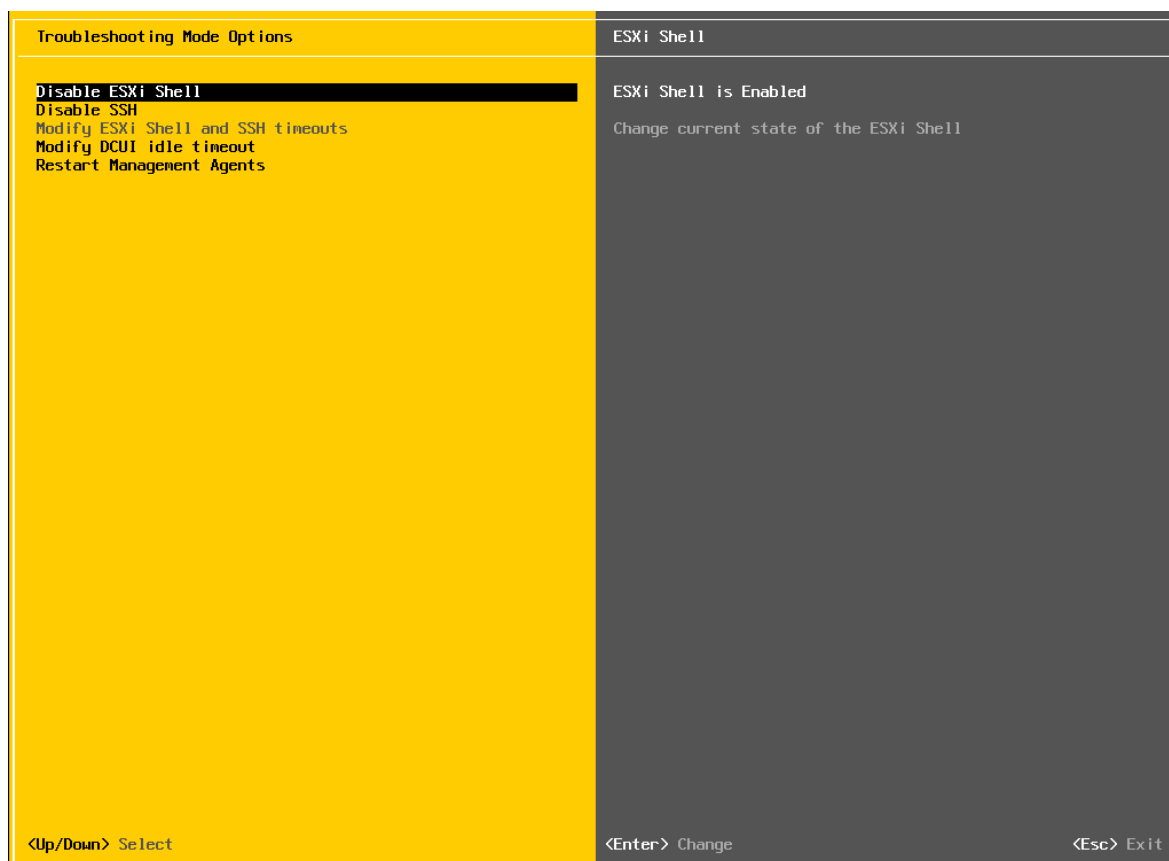 Troubleshooting Mode Options
ESXi Shell
Disable ESXi Shell
Disable SSH
Modify ESXi Shell and SSH timeouts
Modify DCUI idle timeout
Restart Management Agents
ESXi Shell is Enabled
Change current state of the ESXi Shell
<Up/Down> Select
<Enter> Change
<Esc> Exit